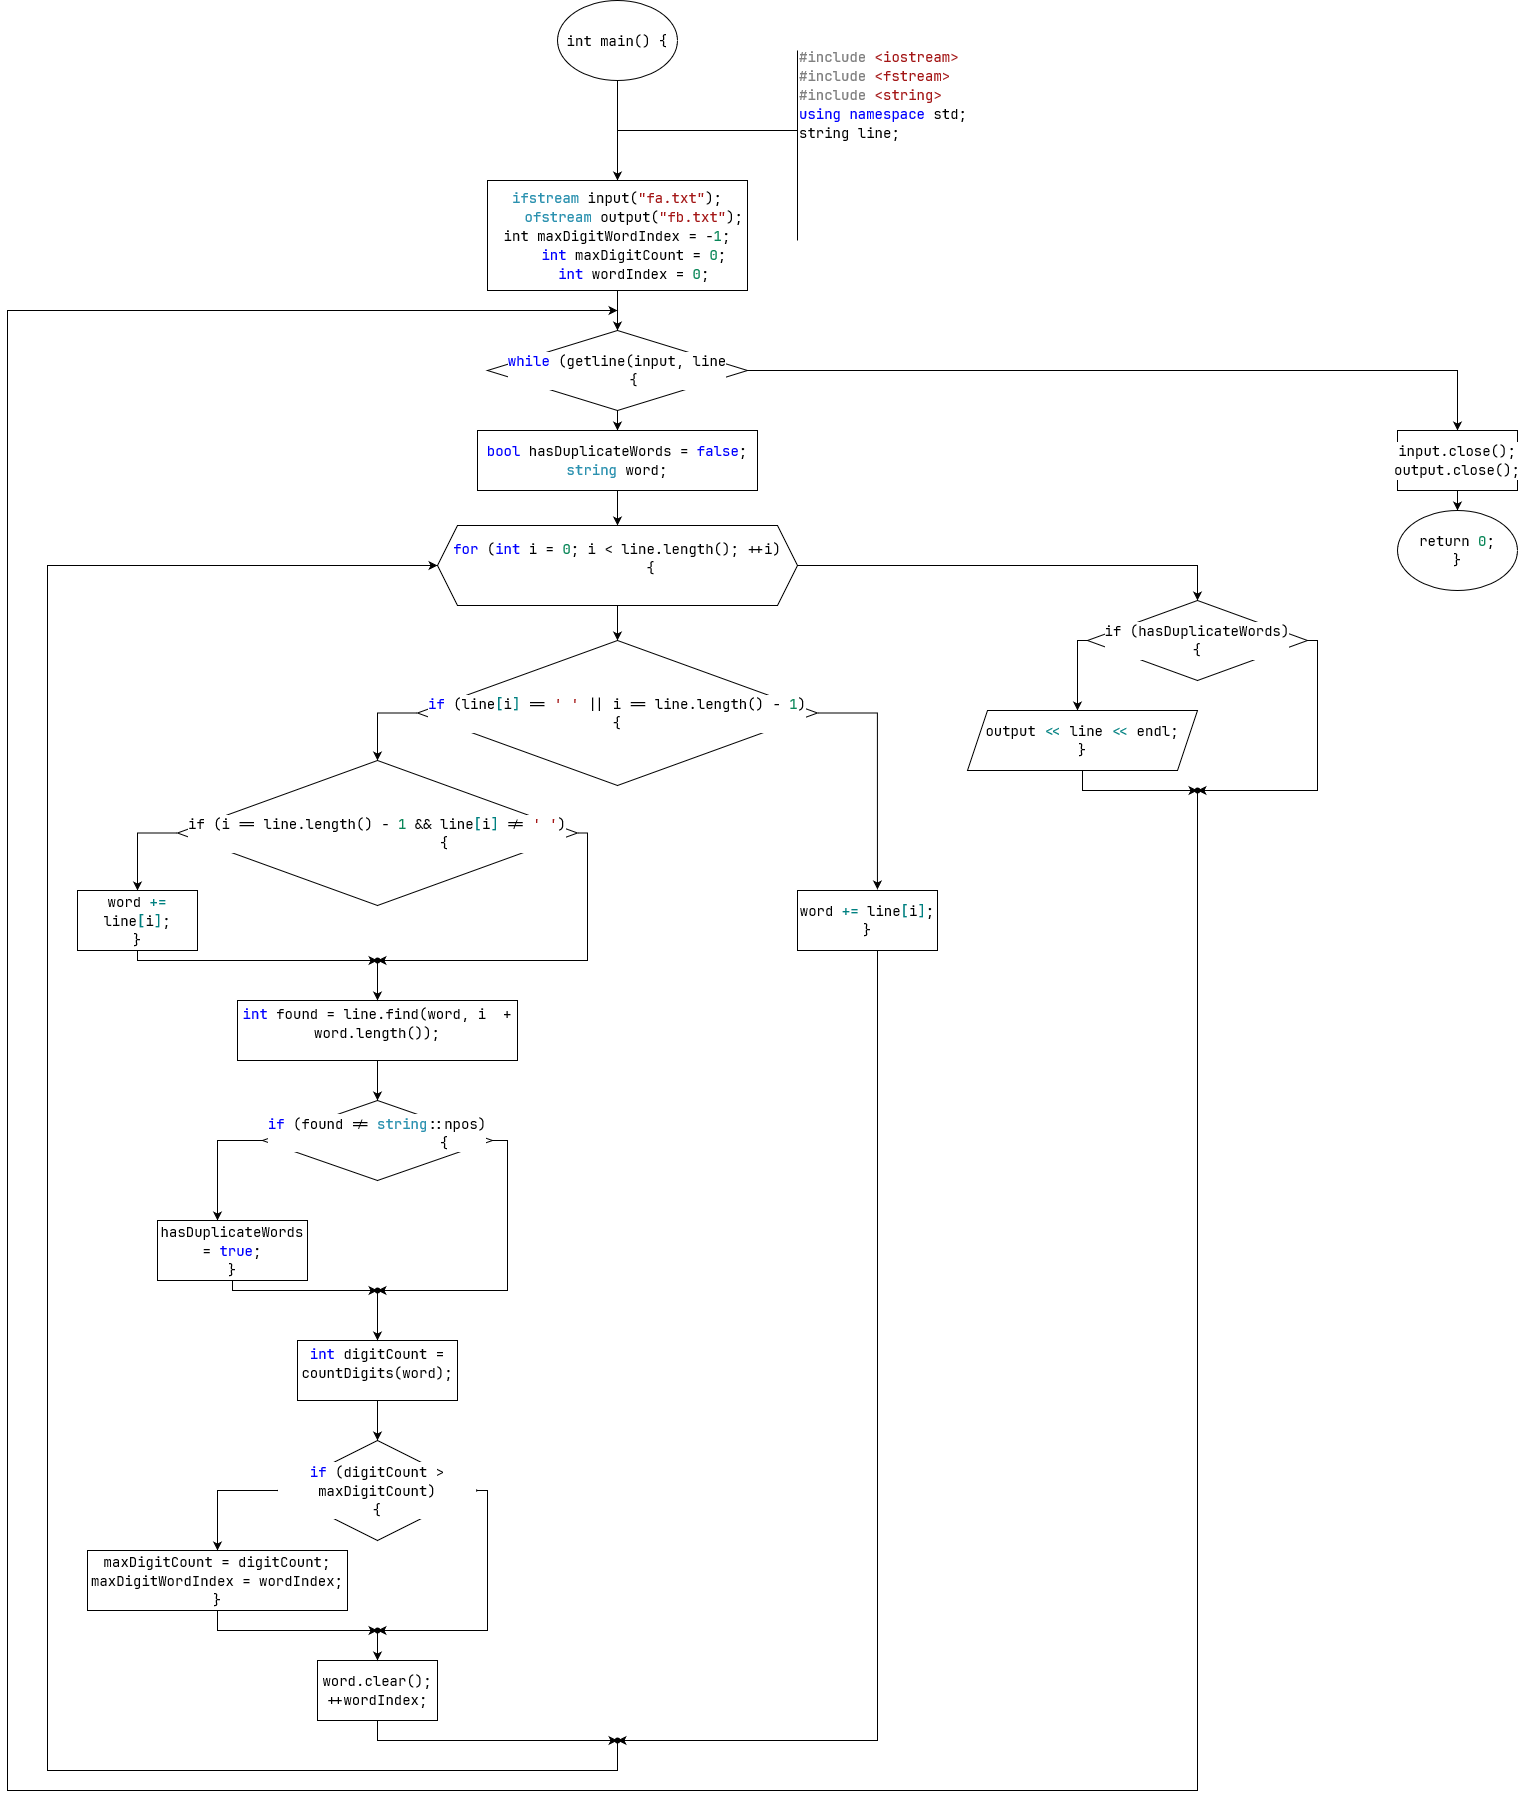 int main() {
#include <iostream>
#include <fstream>
#include <string>
using namespace std;
string line;
ifstream input("fa.txt");
ofstream output("fb.txt");
int maxDigitWordIndex = -1;
int maxDigitCount = 0;
int wordIndex = 0;
while (getline(input, line
{
bool hasDuplicateWords = false;
string word;
input.close();
output.close();
return 0;
}
for (int i = 0; i < line.length(); ++i)
{
if (hasDuplicateWords)
{
if (line[i] == ' ' || i == line.length() - 1)
{
output << line << endl;
}
if (i == line.length() - 1 && line[i] != ' ')
{
word +=
line[i];
}
word += line[i];
}
int found = line.find(word, i  +
word.length());
if (found != string::npos)
{
hasDuplicateWords
= true;
}
int digitCount =
countDigits(word);
if (digitCount >
maxDigitCount)
{
maxDigitCount = digitCount;
maxDigitWordIndex = wordIndex;
}
word.clear();
++wordIndex;